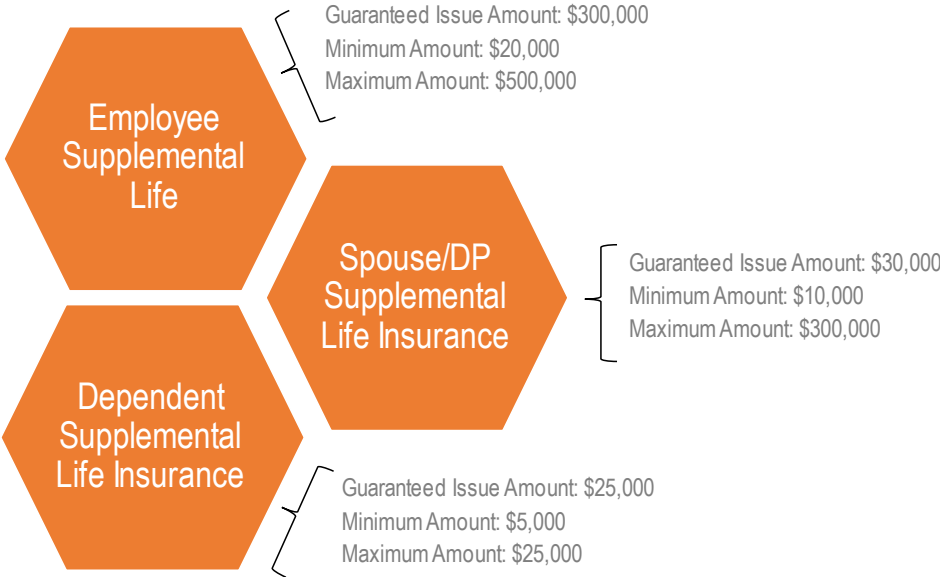 Guaranteed Issue Amount: $300,000
Minimum Amount: $20,000
Maximum Amount: $500,000
Employee
Supplemental
Life
Spouse/DP
Supplemental
Life Insurance
Guaranteed Issue Amount: $30,000
Minimum Amount: $10,000
Maximum Amount: $300,000
Dependent
Supplemental
Life Insurance
Guaranteed Issue Amount: $25,000
Minimum Amount: $5,000
Maximum Amount: $25,000